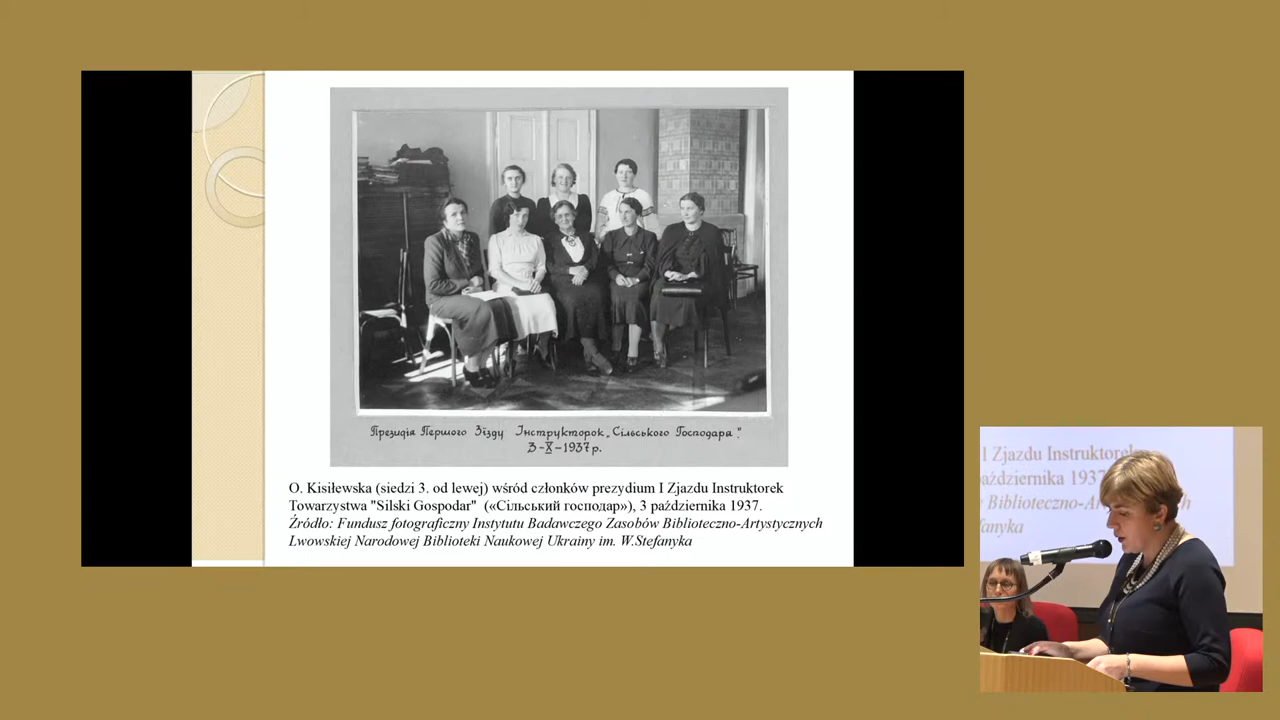 Президія Першого Зїзду Інструкторок „Сільського Господаря”.
3-X-1937 р.
O. Kisiłewska (siedzi 3. od lewej) wśród członków prezydium I Zjazdu Instruktorek
Towarzystwa "Silski Gospodar" («Сільський господар»), 3 października 1937.
Źródło: Fundusz fotograficzny Instytutu Badawczego Zasobów Biblioteczno-Artystycznych
Lwowskiej Narodowej Biblioteki Naukowej Ukrainy im. W.Stefanyka
I Zjazdu Instruktorek
października 1937
Biblioteczno-Ar
fanyka